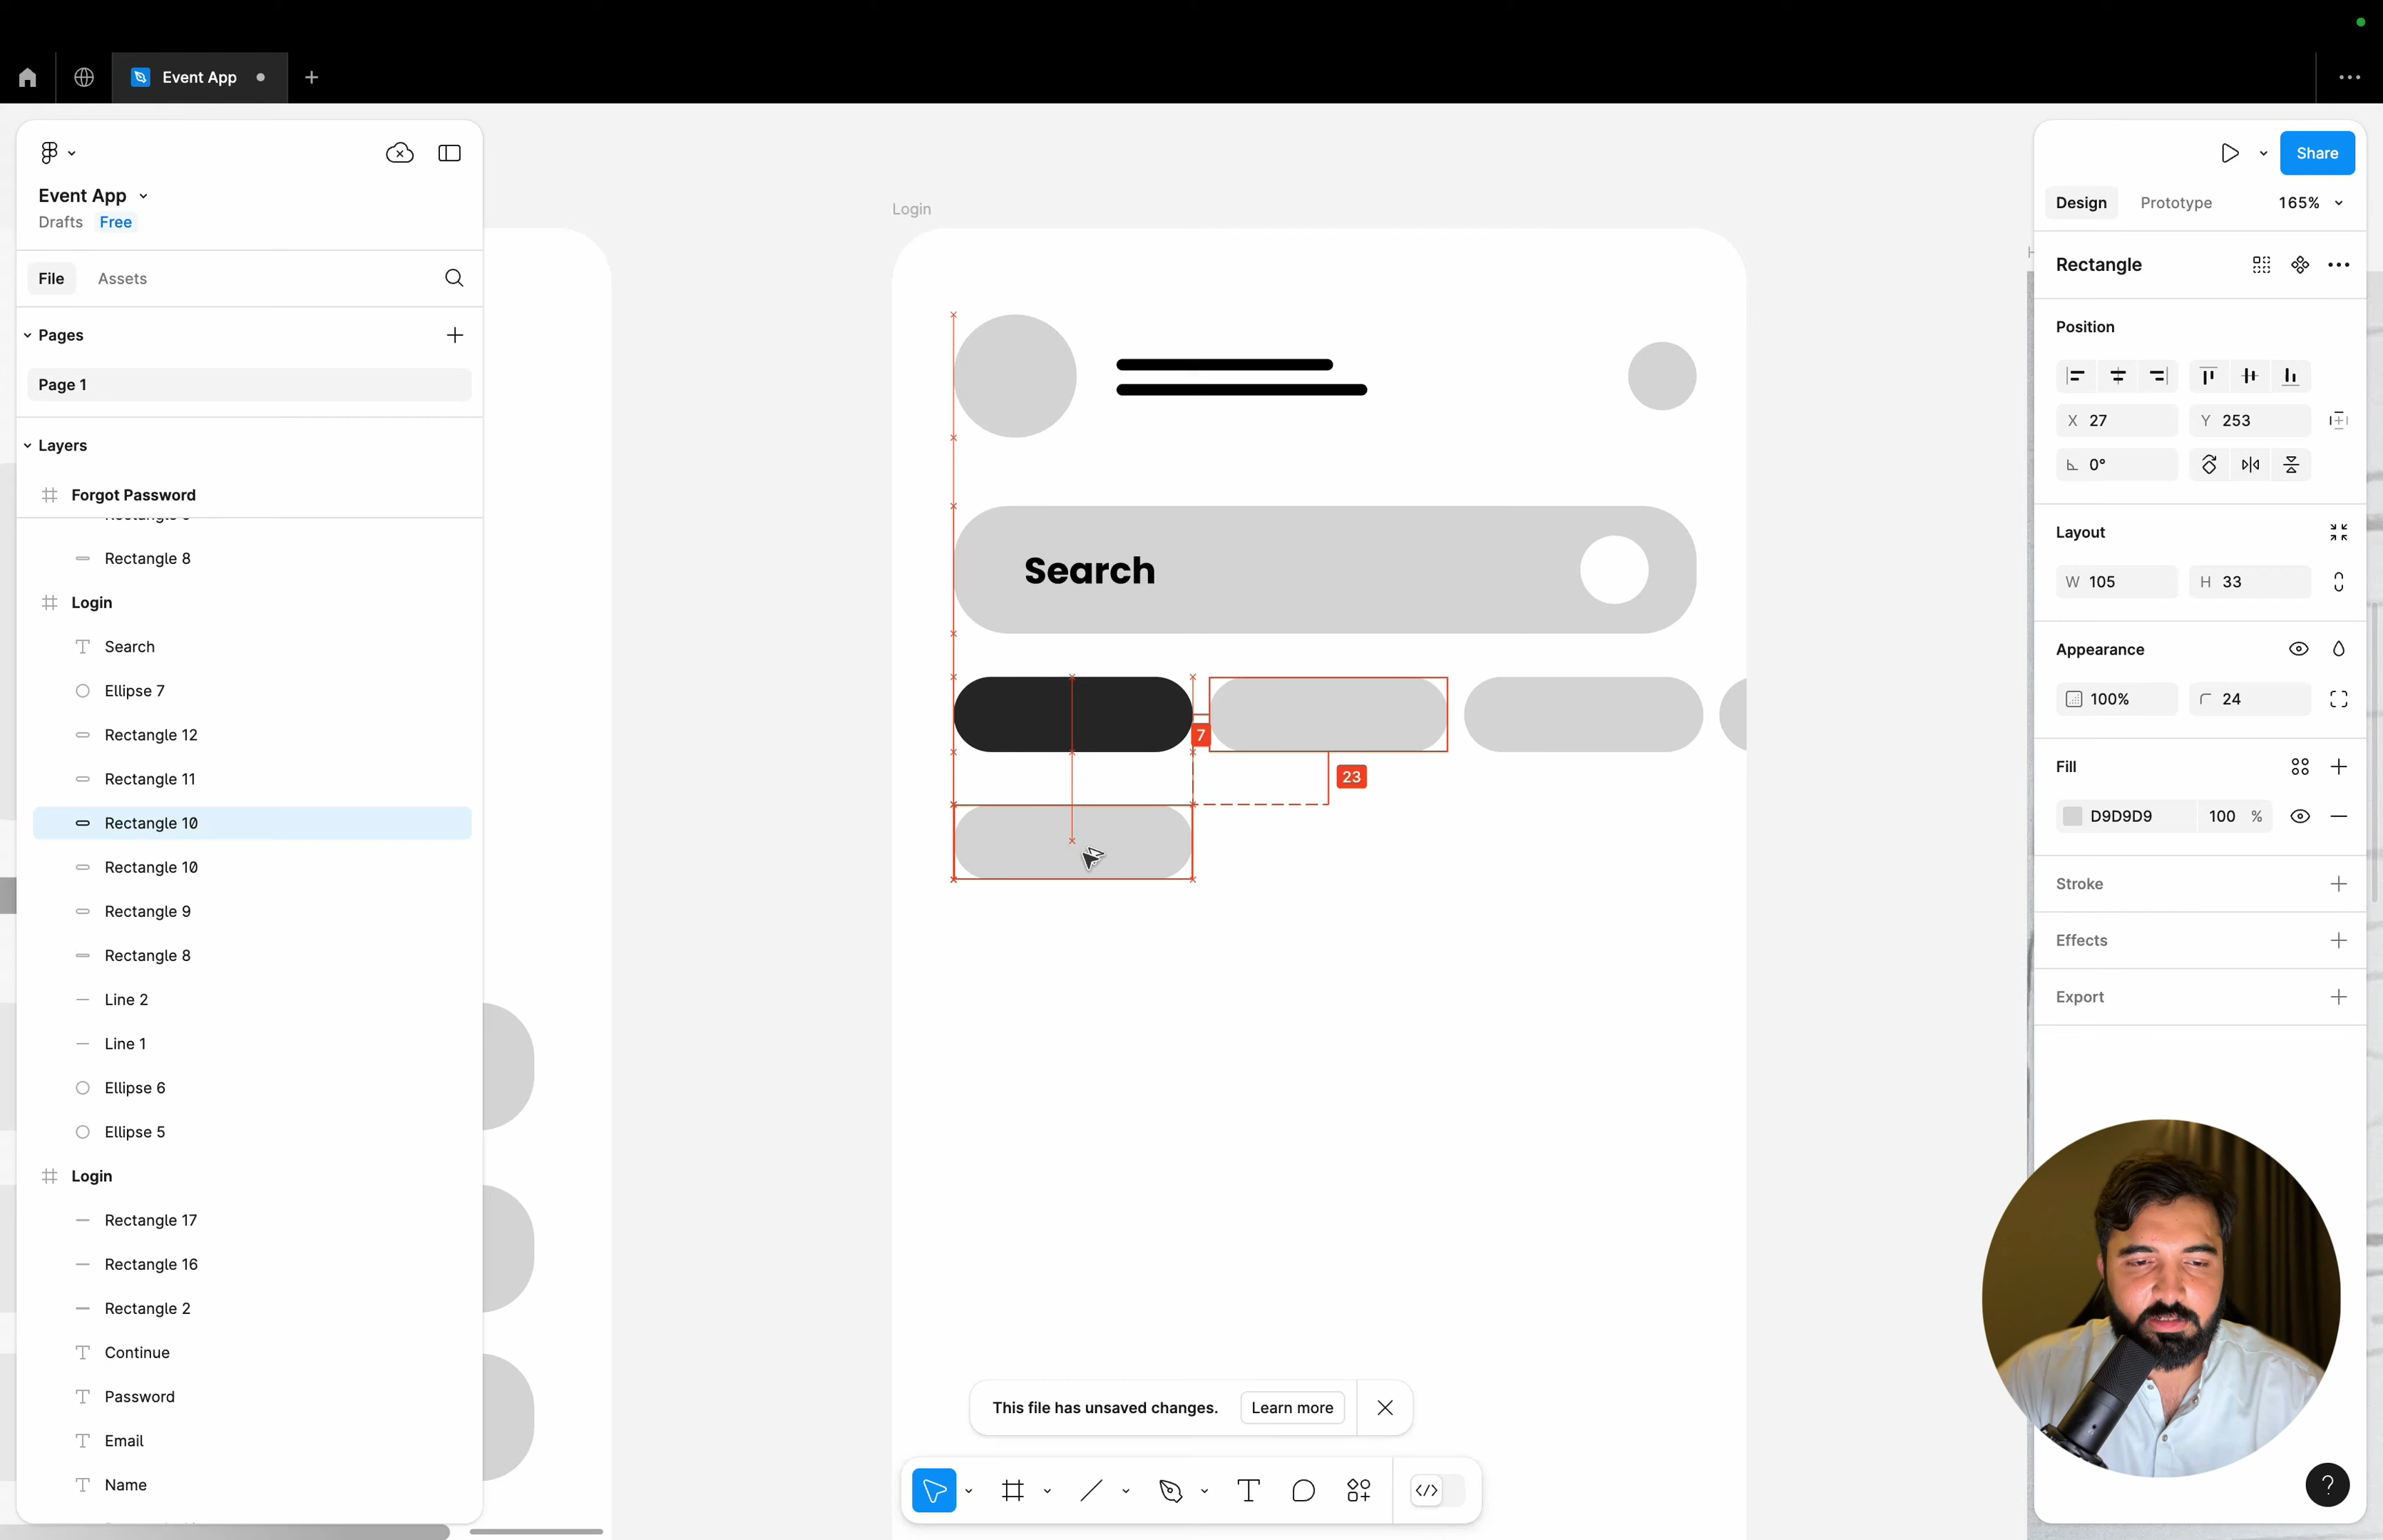 Event App
Event App
Drafts Free
File Assets
Pages
Page 1
Layers
Forgot Password
Rectangle 8
Login
Search
Ellipse 7
Rectangle 12
Rectangle 11
Rectangle 10
Rectangle 10
Rectangle 9
Rectangle 8
Line 2
Line 1
Ellipse 6
Ellipse 5
Login
Rectangle 17
Rectangle 16
Rectangle 2
Continue
Password
Email
Name
Login
Search
7
23
This file has unsaved changes. Learn more
Share
Design Prototype 165%
Rectangle
Position
X 27 Y 253
0°
Layout
W 105 H 33
Appearance
100% 24
Fill
D9D9D9 100 %
Stroke
Effects
Export
?